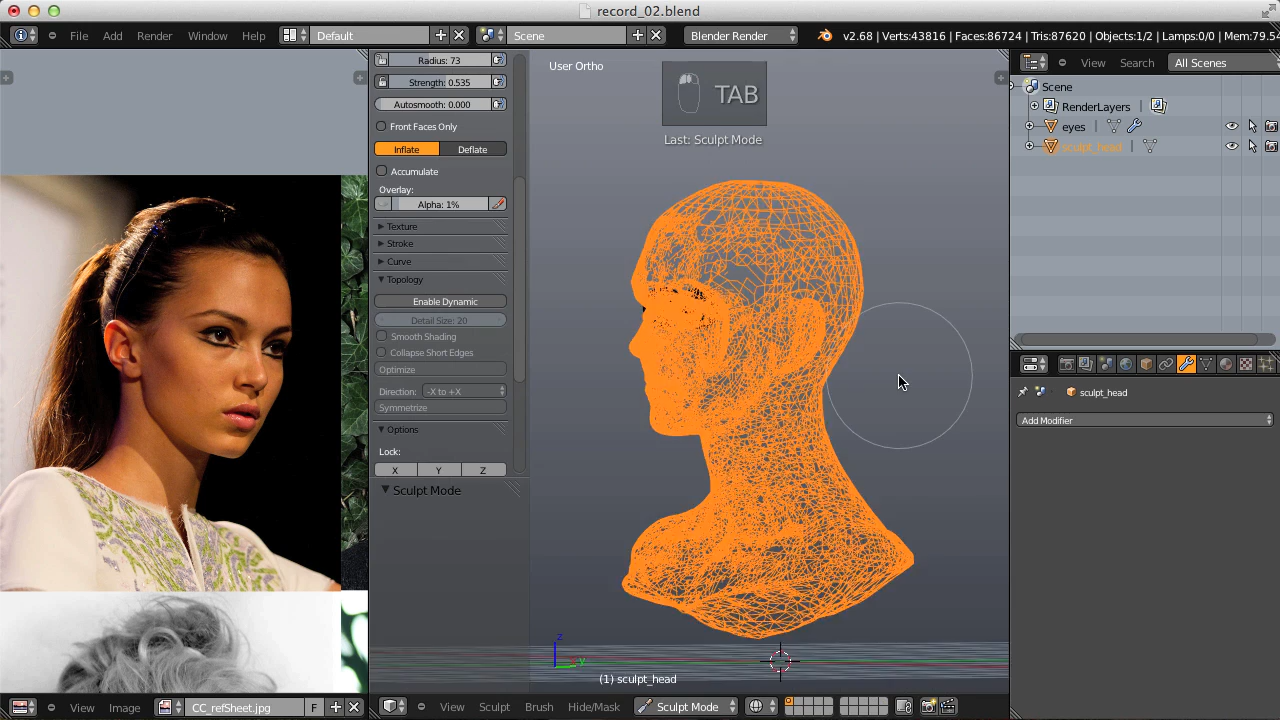 record_02.blend
File Add Render Window Help Default Scene Blender Render v2.68 | Verts:43816 | Faces:86724 | Tris:87620 | Objects:1/2 | Lamps:0/0 | Mem:79.54
Radius: 73
Strength: 0.535
Autosmooth: 0.000
Front Faces Only
Inflate Deflate
Accumulate
Overlay:
Alpha: 1%
Texture
Stroke
Curve
Topology
Enable Dynamic
Detail Size: 20
Smooth Shading
Collapse Short Edges
Optimize
Direction: -X to +X
Symmetrize
Options
Lock:
X Y Z
Sculpt Mode
User Ortho
TAB
Last: Sculpt Mode
z
y
(1) sculpt_head
View Search All Scenes
Scene
RenderLayers
eyes
sculpt_head
sculpt_head
Add Modifier
View Image CC_refSheet.jpg F
View Sculpt Brush Hide/Mask Sculpt Mode